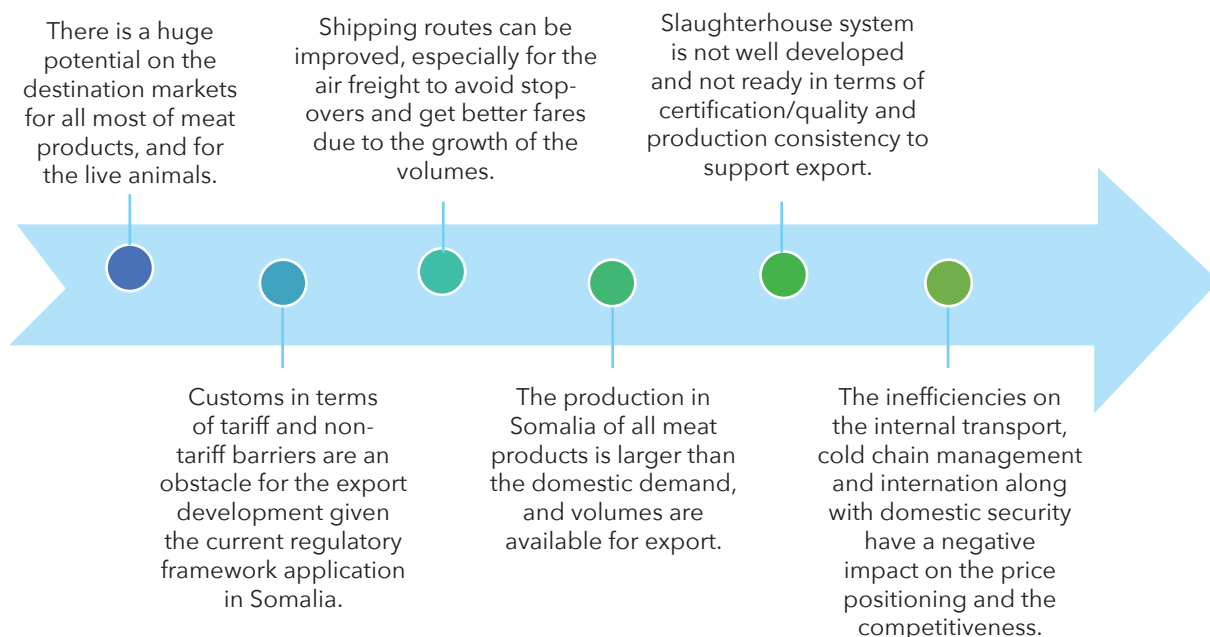 There is a huge
potential on the
destination markets
for all most of meat
products, and for
the live animals.
Customs in terms
of tariff and non-
tariff barriers are an
obstacle for the export
development given
the current regulatory
framework application
in Somalia.
Shipping routes can be
improved, especially for the
air freight to avoid stop-
overs and get better fares
due to the growth of the
volumes.
The production in
Somalia of all meat
products is larger than
the domestic demand,
and volumes are
available for export.
Slaughterhouse system
is not well developed
and not ready in terms of
certification/quality and
production consistency to
support export.
The inefficiencies on
the internal transport,
cold chain management
and internation along
with domestic security
have a negative
impact on the price
positioning and the
competitiveness.